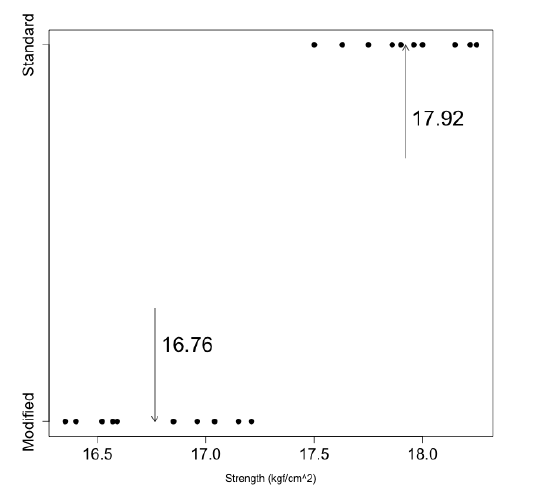 Standard
17.92
16.76
Modified
16.5 17.0 17.5 18.0
Strength (kgf/cm^2)